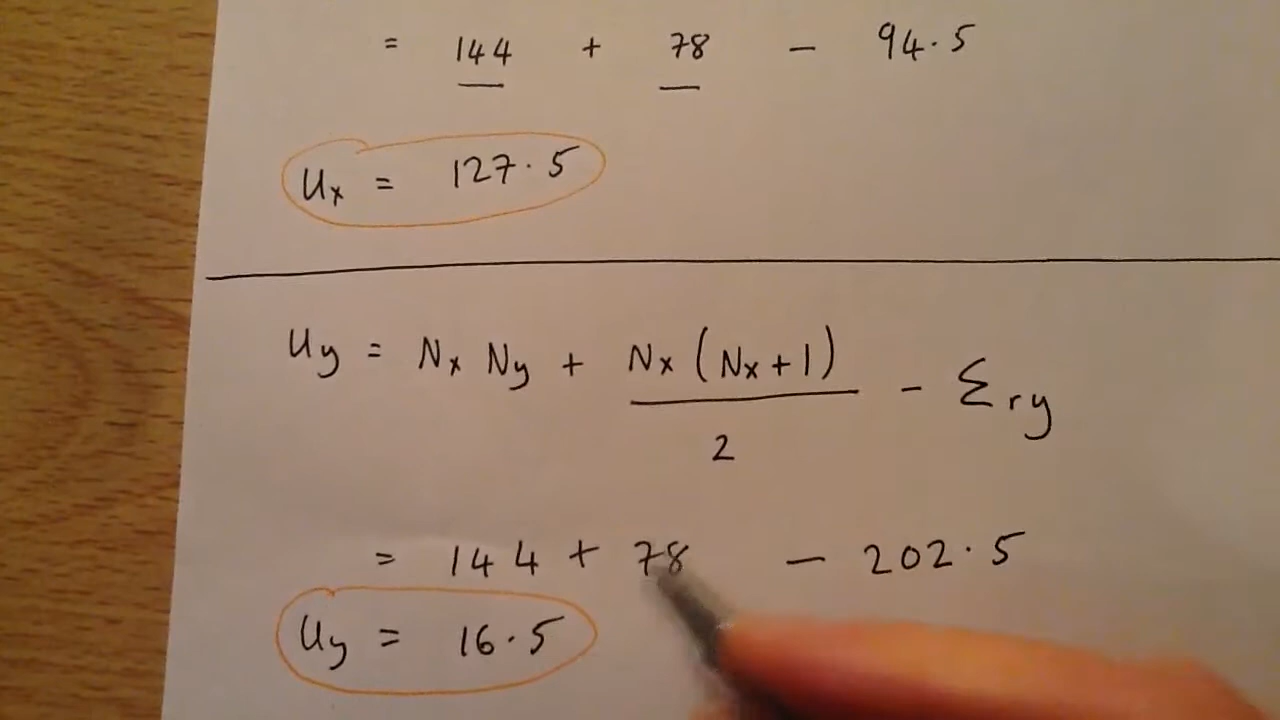 = 144 + 78 - 94.5
Ux = 127.5
Uy = Nx Ny + Nx (Nx + 1) / 2 - Σry
= 144 + 78 - 202.5
Uy = 16.5